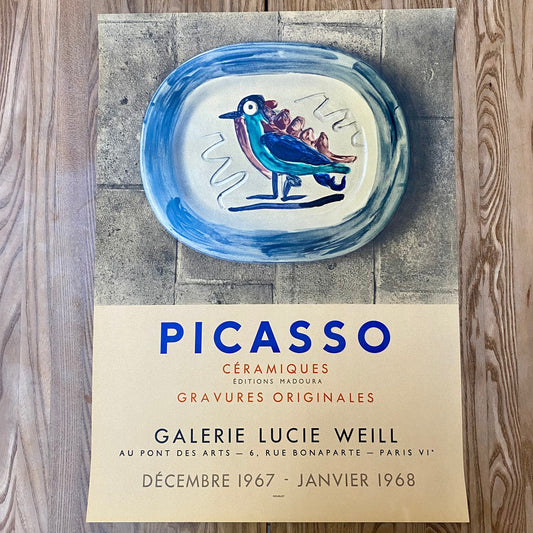 PICASSO
CÉRAMIQUES
ÉDITIONS MADOURA
GRAVURES ORIGINALES
GALERIE LUCIE WEILL
AU PONT DES ARTS — 6, RUE BONAPARTE — PARIS VIᵉ
DÉCEMBRE 1967 - JANVIER 1968